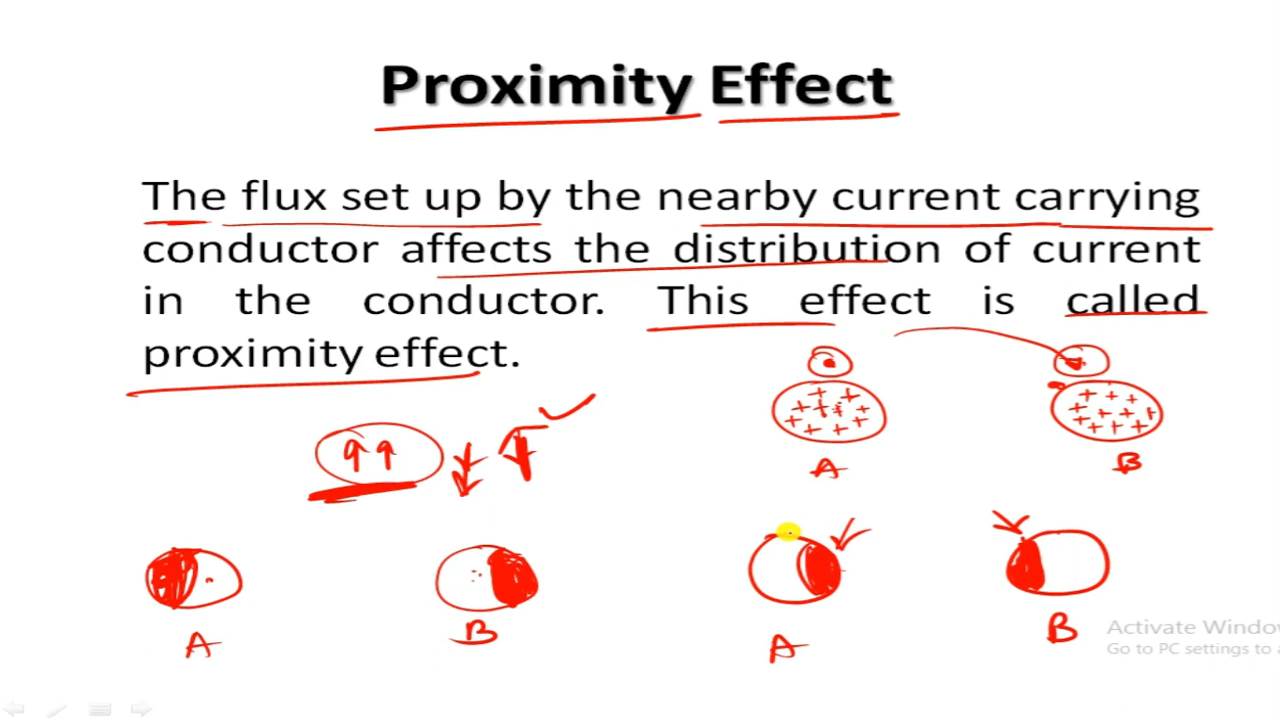 Proximity Effect
The flux set up by the nearby current carrying
conductor affects the distribution of current
in the conductor. This effect is called
proximity effect.
A B
A B A B
Activate Windo
Go to PC settings to a